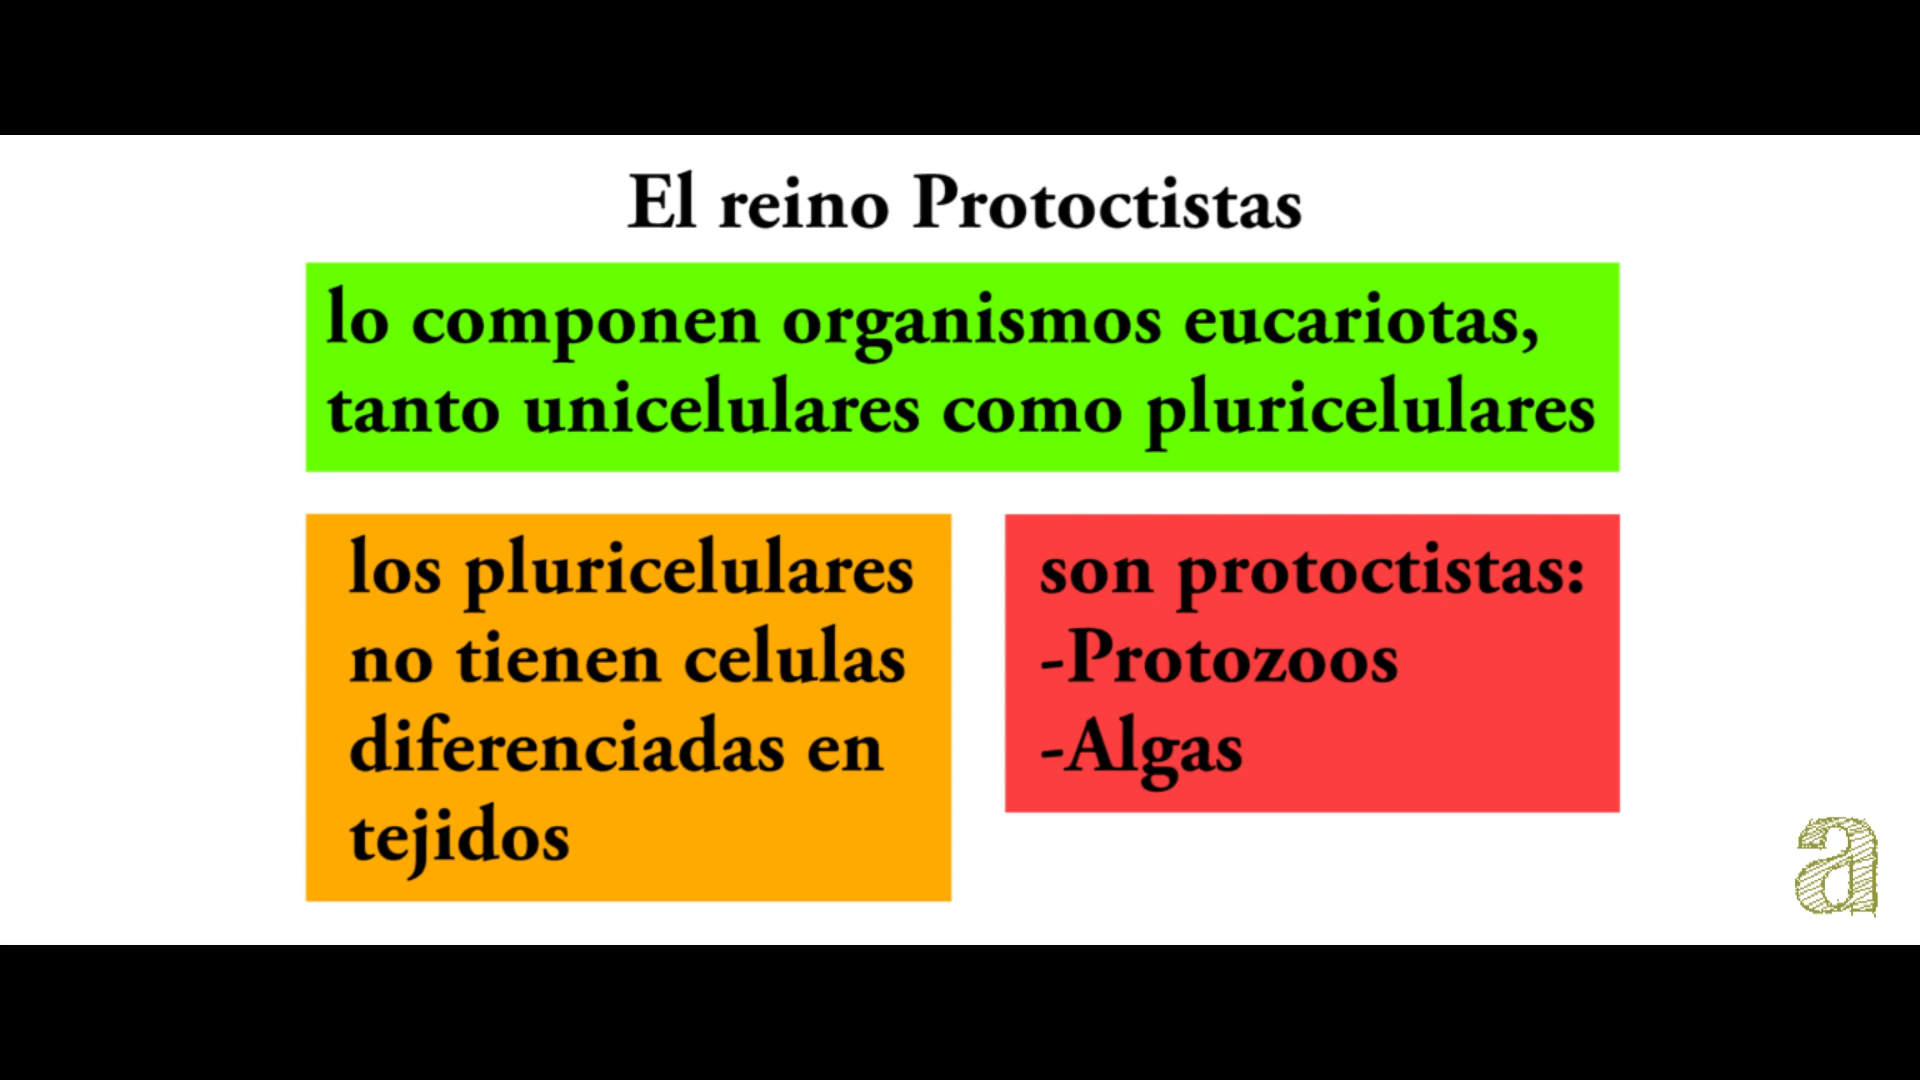 El reino Protoctistas
lo componen organismos eucariotas,
tanto unicelulares como pluricelulares
los pluricelulares
no tienen celulas
diferenciadas en
tejidos
son protoctistas:
-Protozoos
-Algas
a